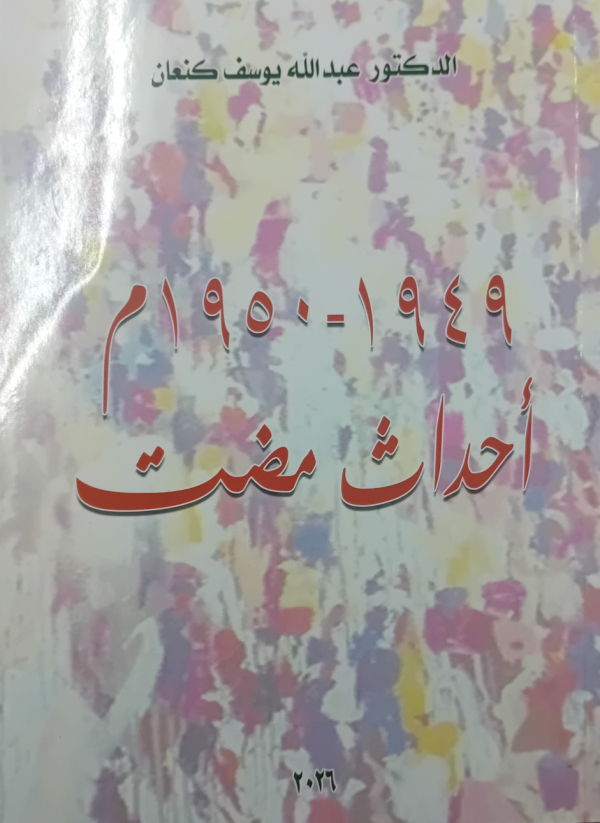 الدكتور عبدالله يوسف كنعان
١٩٤٩-١٩٥٠م
أحداث مضت
٢٠٢٦